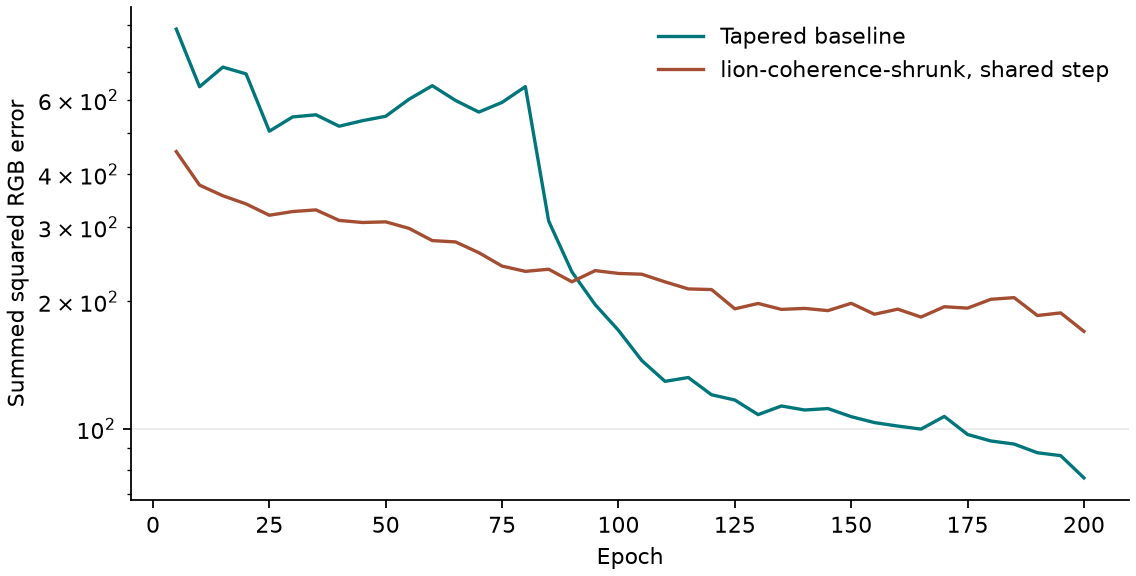 Tapered baseline
lion-coherence-shrunk, shared step
Summed squared RGB error
6 × 10²
4 × 10²
3 × 10²
2 × 10²
10²
0 25 50 75 100 125 150 175 200
Epoch